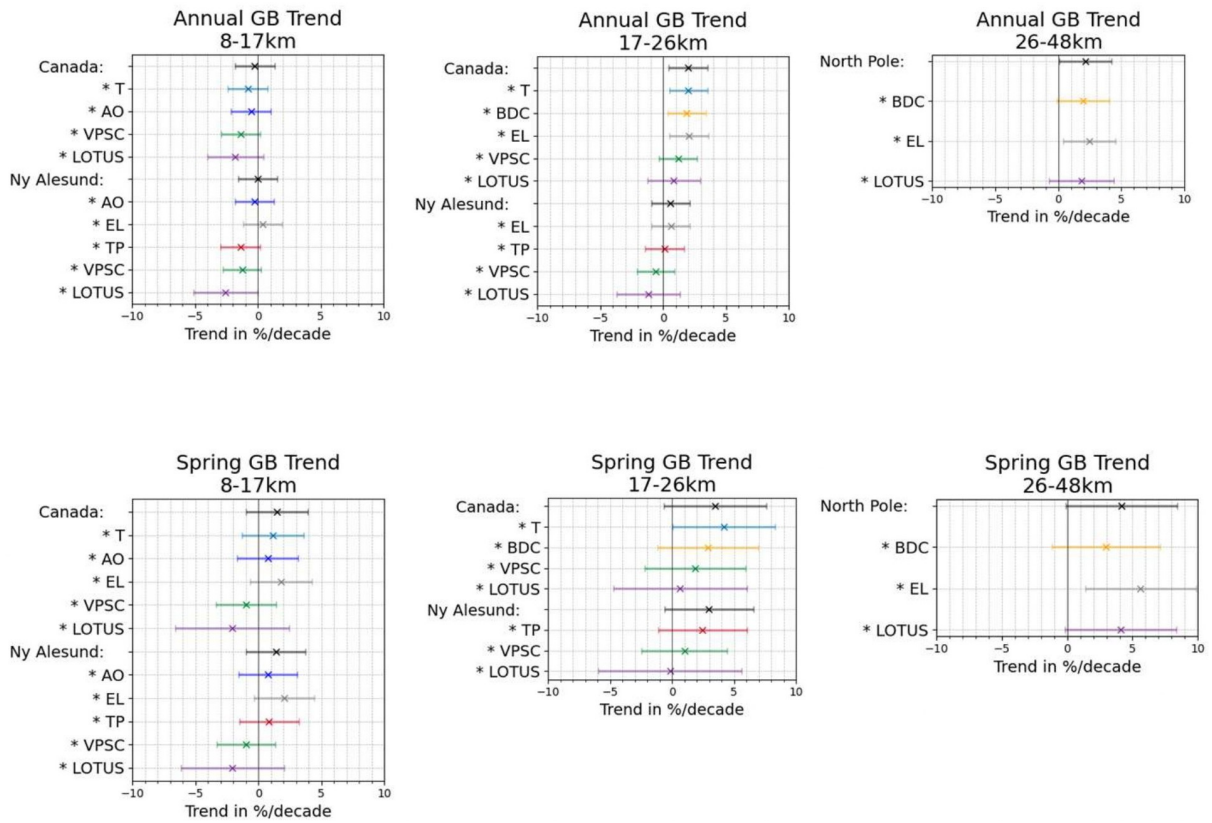 Annual GB Trend
8-17km
Canada:
* T
* AO
* VPSC
* LOTUS
Ny Alesund:
* AO
* EL
* TP
* VPSC
* LOTUS
−10 −5 0 5 10
Trend in %/decade
Annual GB Trend
17-26km
Canada:
* T
* BDC
* EL
* VPSC
* LOTUS
Ny Alesund:
* EL
* TP
* VPSC
* LOTUS
−10 −5 0 5 10
Trend in %/decade
Annual GB Trend
26-48km
North Pole:
* BDC
* EL
* LOTUS
−10 −5 0 5 10
Trend in %/decade
Spring GB Trend
8-17km
Canada:
* T
* AO
* EL
* VPSC
* LOTUS
Ny Alesund:
* AO
* EL
* TP
* VPSC
* LOTUS
−10 −5 0 5 10
Trend in %/decade
Spring GB Trend
17-26km
Canada:
* T
* BDC
* VPSC
* LOTUS
Ny Alesund:
* TP
* VPSC
* LOTUS
−10 −5 0 5 10
Trend in %/decade
Spring GB Trend
26-48km
North Pole:
* BDC
* EL
* LOTUS
−10 −5 0 5 10
Trend in %/decade